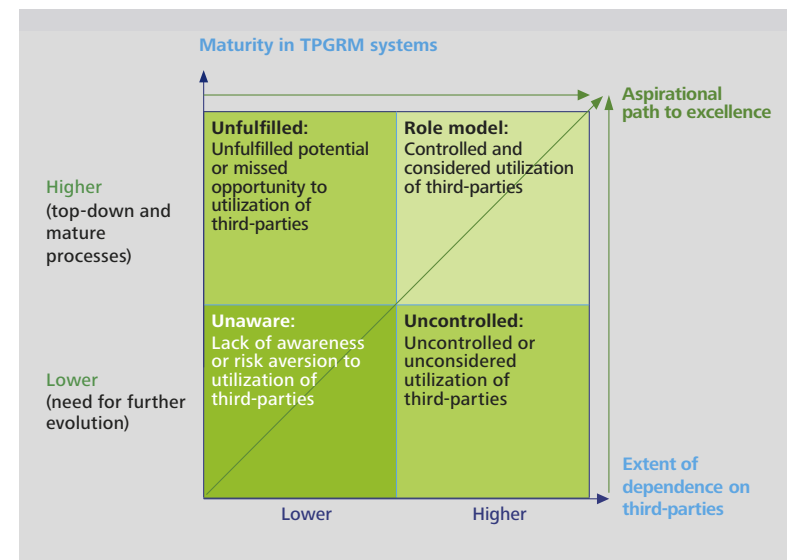 Maturity in TPGRM systems
Aspirational
path to excellence
Unfulfilled:
Unfulfilled potential
or missed
opportunity to
utilization of
third-parties
Role model:
Controlled and
considered utilization
of third-parties
Higher
(top-down and
mature
processes)
Unaware:
Lack of awareness
or risk aversion to
utilization of
third-parties
Uncontrolled:
Uncontrolled or
unconsidered
utilization of
third-parties
Lower
(need for further
evolution)
Extent of
dependence on
third-parties
Lower
Higher